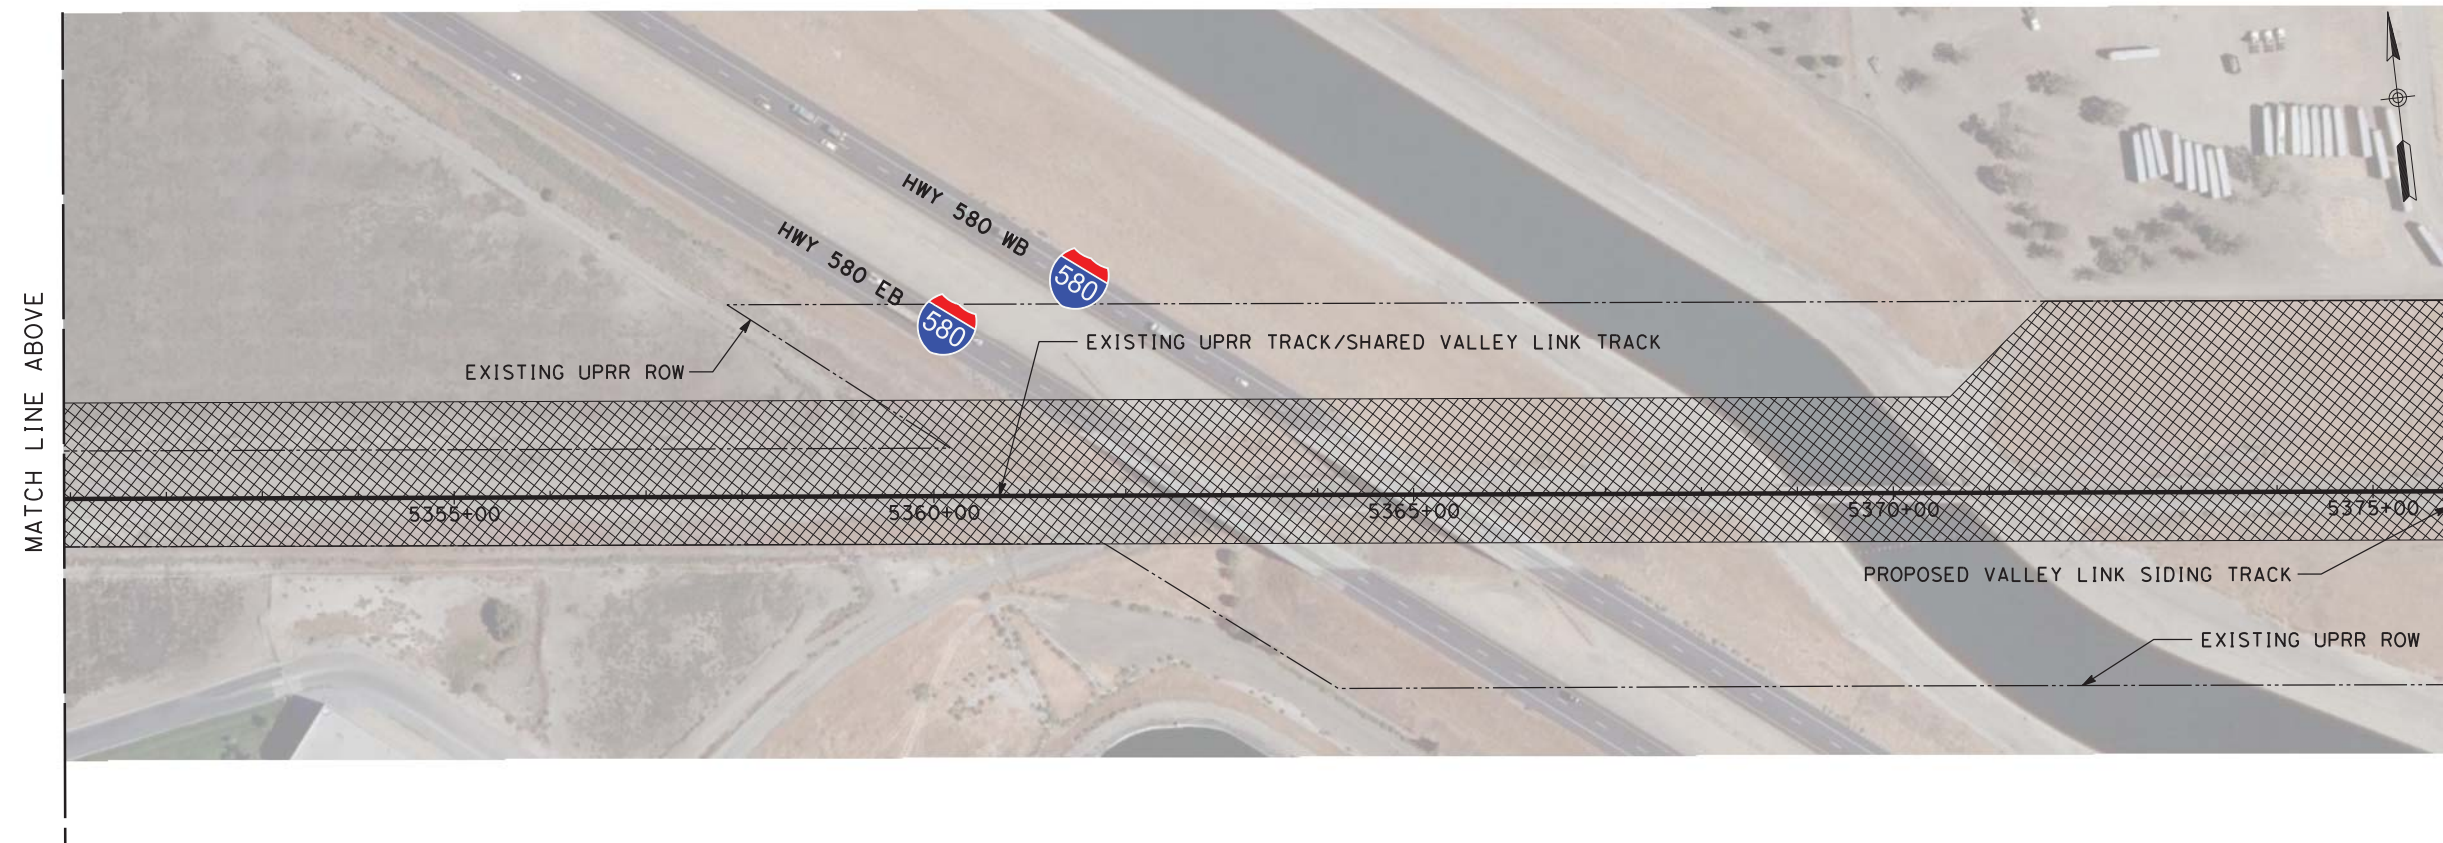 MATCH LINE ABOVE
HWY 580 WB
580
HWY 580 EB
580
EXISTING UPRR TRACK/SHARED VALLEY LINK TRACK
EXISTING UPRR ROW
5355+00
5360+00
5365+00
5370+00
5375+00
PROPOSED VALLEY LINK SIDING TRACK
EXISTING UPRR ROW